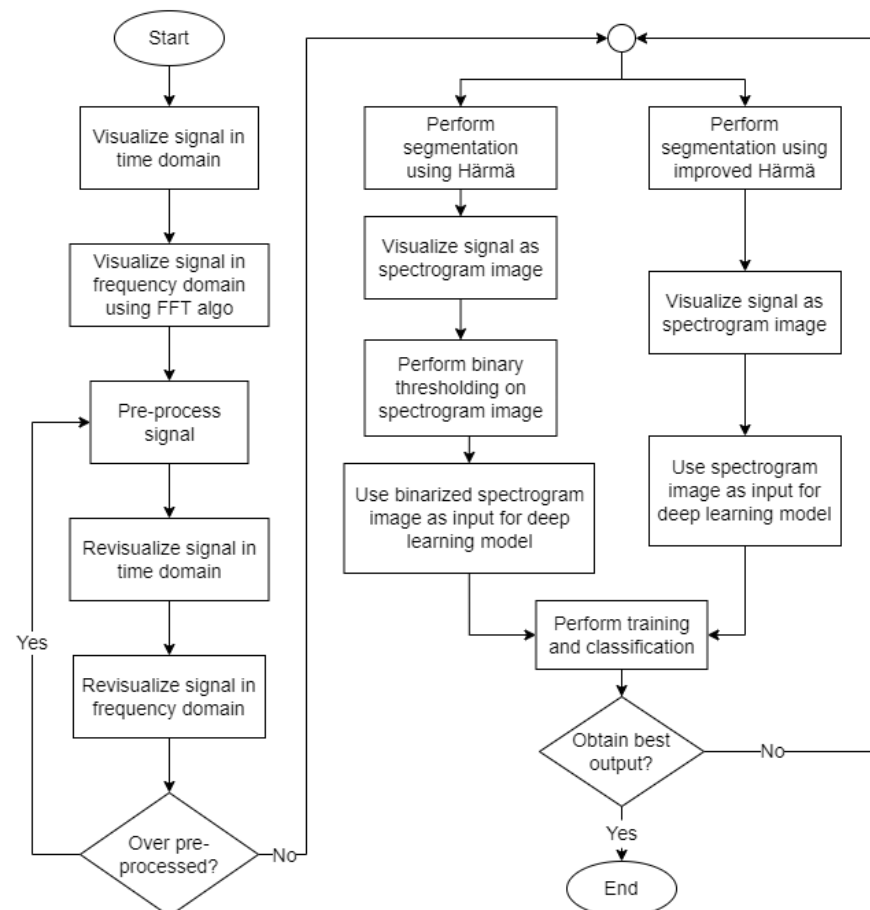 Start
Visualize signal in
time domain
Visualize signal in
frequency domain
using FFT algo
Pre-process
signal
Revisualize signal in
time domain
Yes
Revisualize signal in
frequency domain
Over pre-
processed?
No
Perform
segmentation
using Härmä
Visualize signal as
spectrogram image
Perform binary
thresholding on
spectrogram image
Use binarized spectrogram
image as input for deep
learning model
Perform
segmentation using
improved Härmä
Visualize signal as
spectrogram image
Use spectrogram
image as input for
deep learning model
Perform training
and classification
Obtain best
output?
No
Yes
End